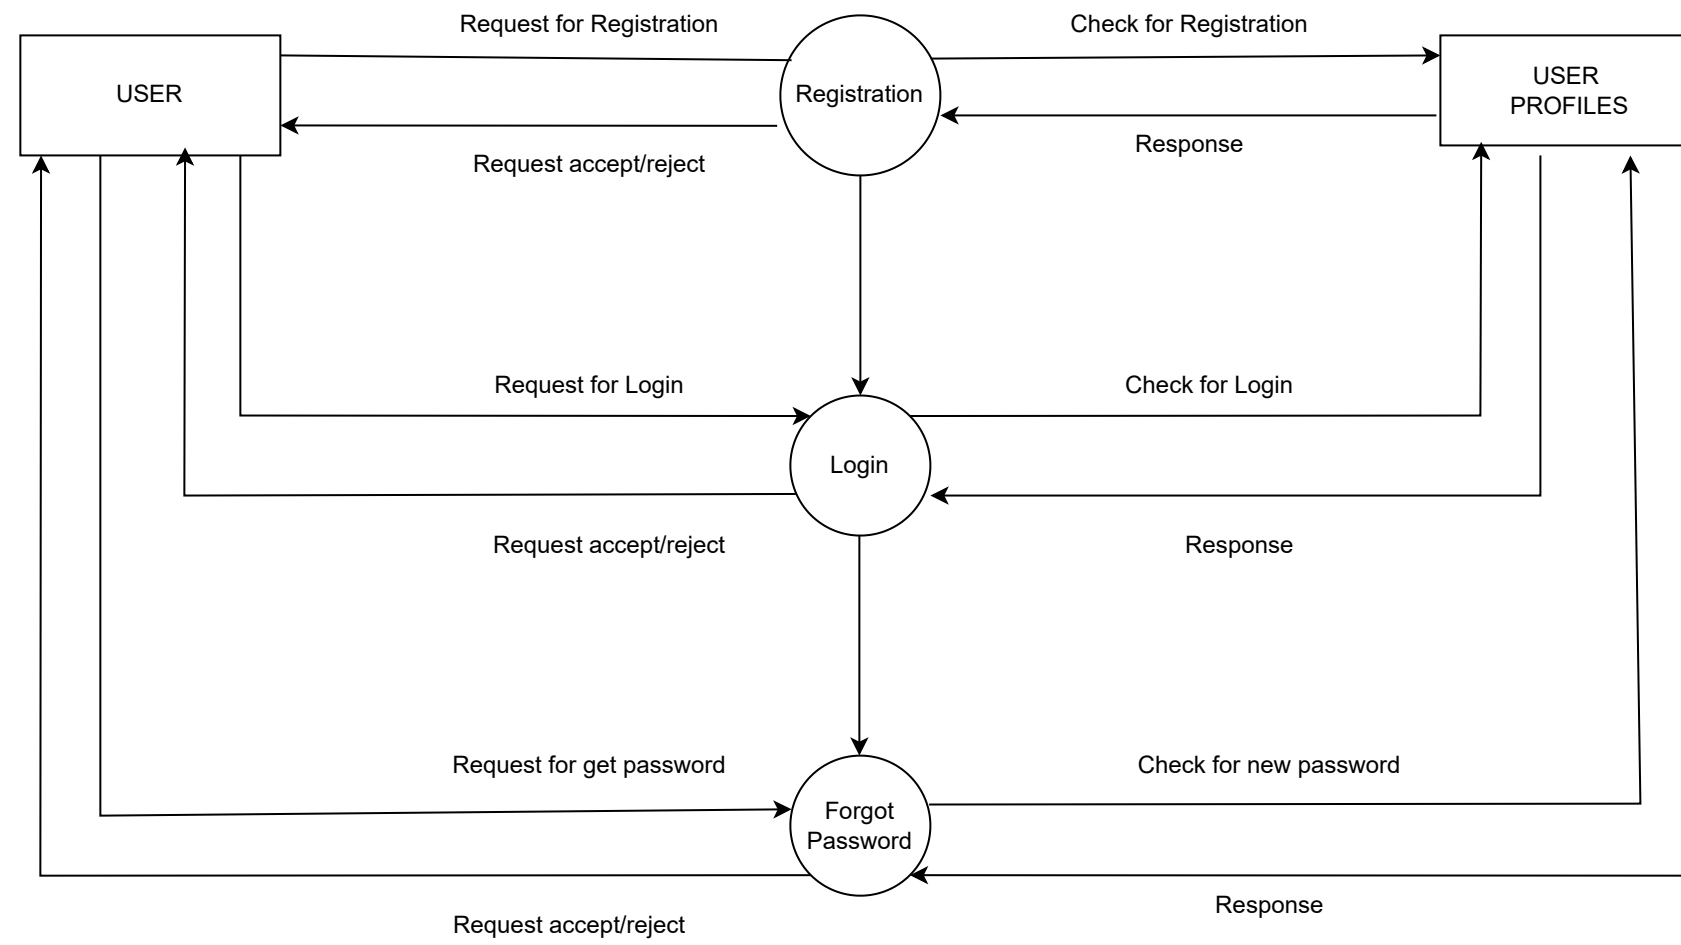 Request for Registration
Check for Registration
USER
Registration
USER
PROFILES
Request accept/reject
Response
Request for Login
Check for Login
Login
Request accept/reject
Response
Request for get password
Check for new password
Forgot
Password
Request accept/reject
Response